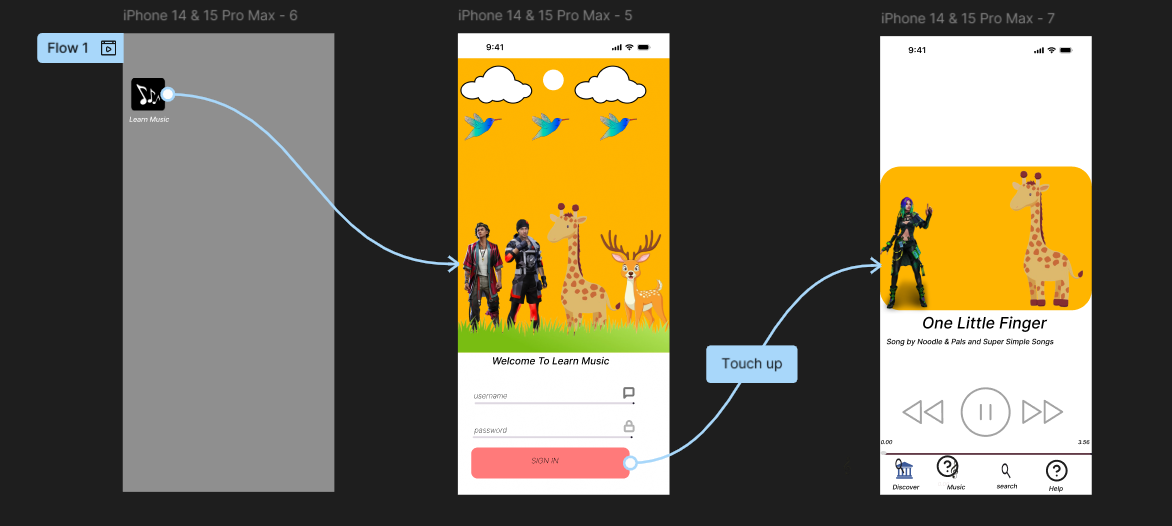 iPhone 14 & 15 Pro Max - 6
Flow 1
Learn Music
iPhone 14 & 15 Pro Max - 5
9:41
Welcome To Learn Music
username
password
SIGN IN
Touch up
iPhone 14 & 15 Pro Max - 7
9:41
One Little Finger
Song by Noodle & Pals and Super Simple Songs
0.00
3.56
Discover
Music
search
Help